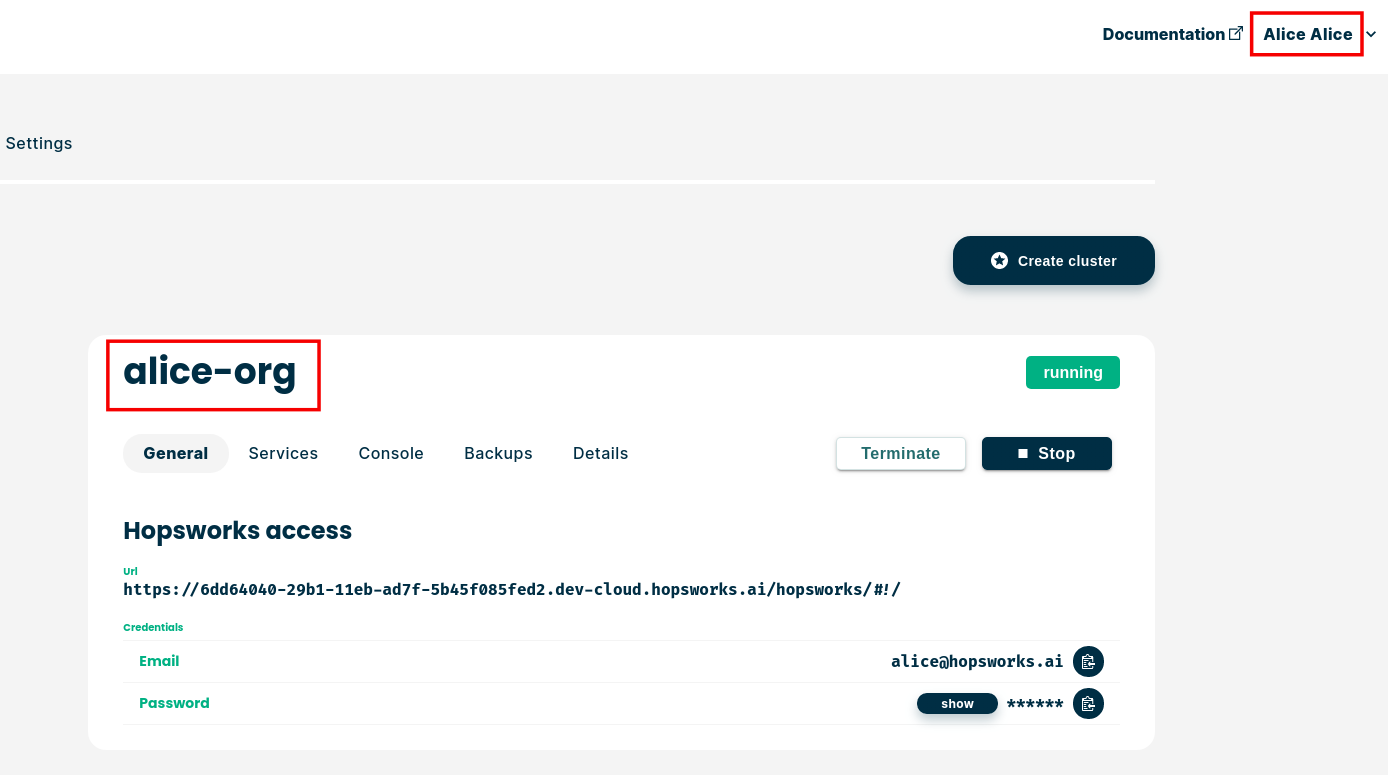 Documentation Alice Alice
Settings
Create cluster
alice-org
running
General Services Console Backups Details Terminate Stop
Hopsworks access
Url
https://6dd64040-29b1-11eb-ad7f-5b45f085fed2.dev-cloud.hopsworks.ai/hopsworks/#!/
Credentials
Email alice@hopsworks.ai
Password show ******